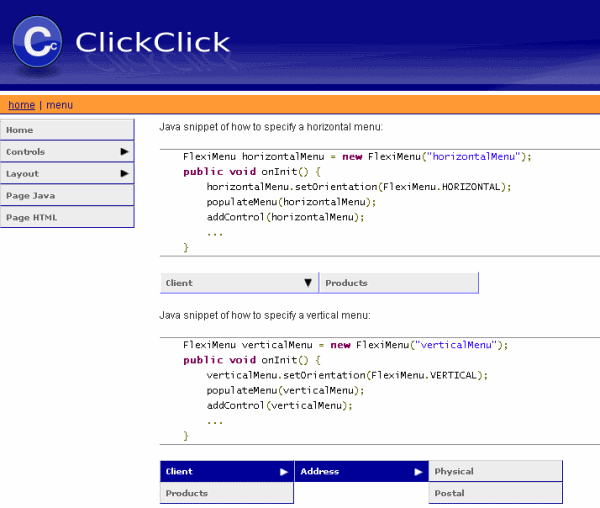 Cc ClickClick
home | menu
Home
Controls
Layout
Page Java
Page HTML
Java snippet of how to specify a horizontal menu:
FlexiMenu horizontalMenu = new FlexiMenu("horizontalMenu");
public void onInit() {
horizontalMenu.setOrientation(FlexiMenu.HORIZONTAL);
populateMenu(horizontalMenu);
addControl(horizontalMenu);
...
}
Client Products
Java snippet of how to specify a vertical menu:
FlexiMenu verticalMenu = new FlexiMenu("verticalMenu");
public void onInit() {
verticalMenu.setOrientation(FlexiMenu.VERTICAL);
populateMenu(verticalMenu);
addControl(verticalMenu);
...
}
Client Address Physical
Products Postal